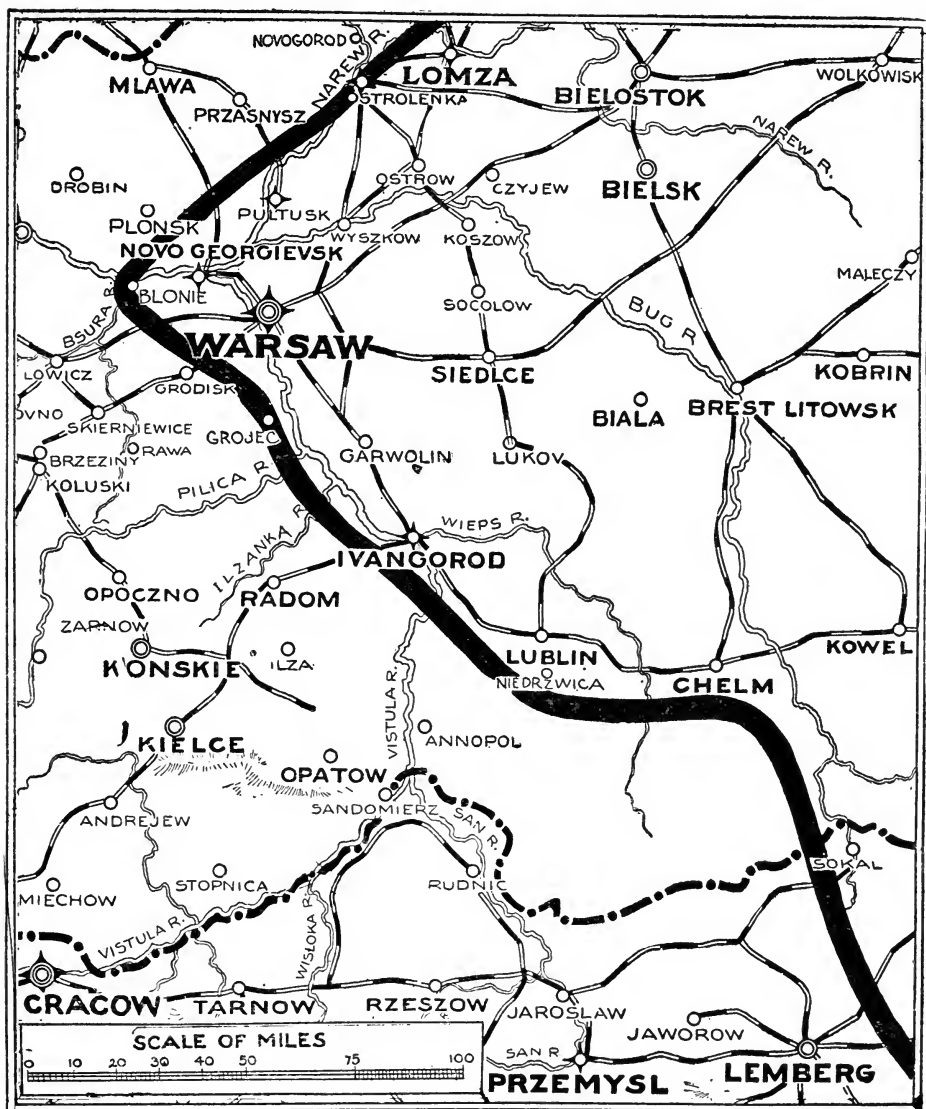 NOVOGOROD
NAREW R.
LOMZA
WOLKOWISK
MLAWA
BIELOSTOK
STROLENKA
PRZASNYSZ
NAREW R.
OSTROW
CZYJEW
BIELSK
DROBIN
PULTUSK
PLONSK
WYSZKOW
KOSZOW
NOVO GEORGIEVSK
MALECZY
BLONIE
SOCOLOW
BUG R
BSURA R.
WARSAW
LOWICZ
GRODISK
SIEDLCE
KOBRIN
BIALA
BREST LITOWSK
OVNO
SKIERNIEWICE
GROJEC
BRZEZINY
RAWA
GARWOLIN
LUKOV
KOLUSKI
PILICA R.
WIEPS R.
ILZANKA R.
IVANGOROD
OPOCZNO
RADOM
ZARNOW
KONSKIE
ILZA
LUBLIN
KOWEL
NIEDRZWICA
CHELM
VISTULA R.
KIELCE
ANNOPOL
OPATOW
SANDOMIERZ
SAN R.
ANDREJEW
SOKAL
STOPNICA
RUDNIC
MIECHOW
VISTULA R.
WISLOKA R.
CRACOW
TARNOW
RZESZOW
JAROSLAW
JAWOROW
SCALE OF MILES
0 10 20 30 40 50 75 100
SAN R
PRZEMYSL
LEMBERG